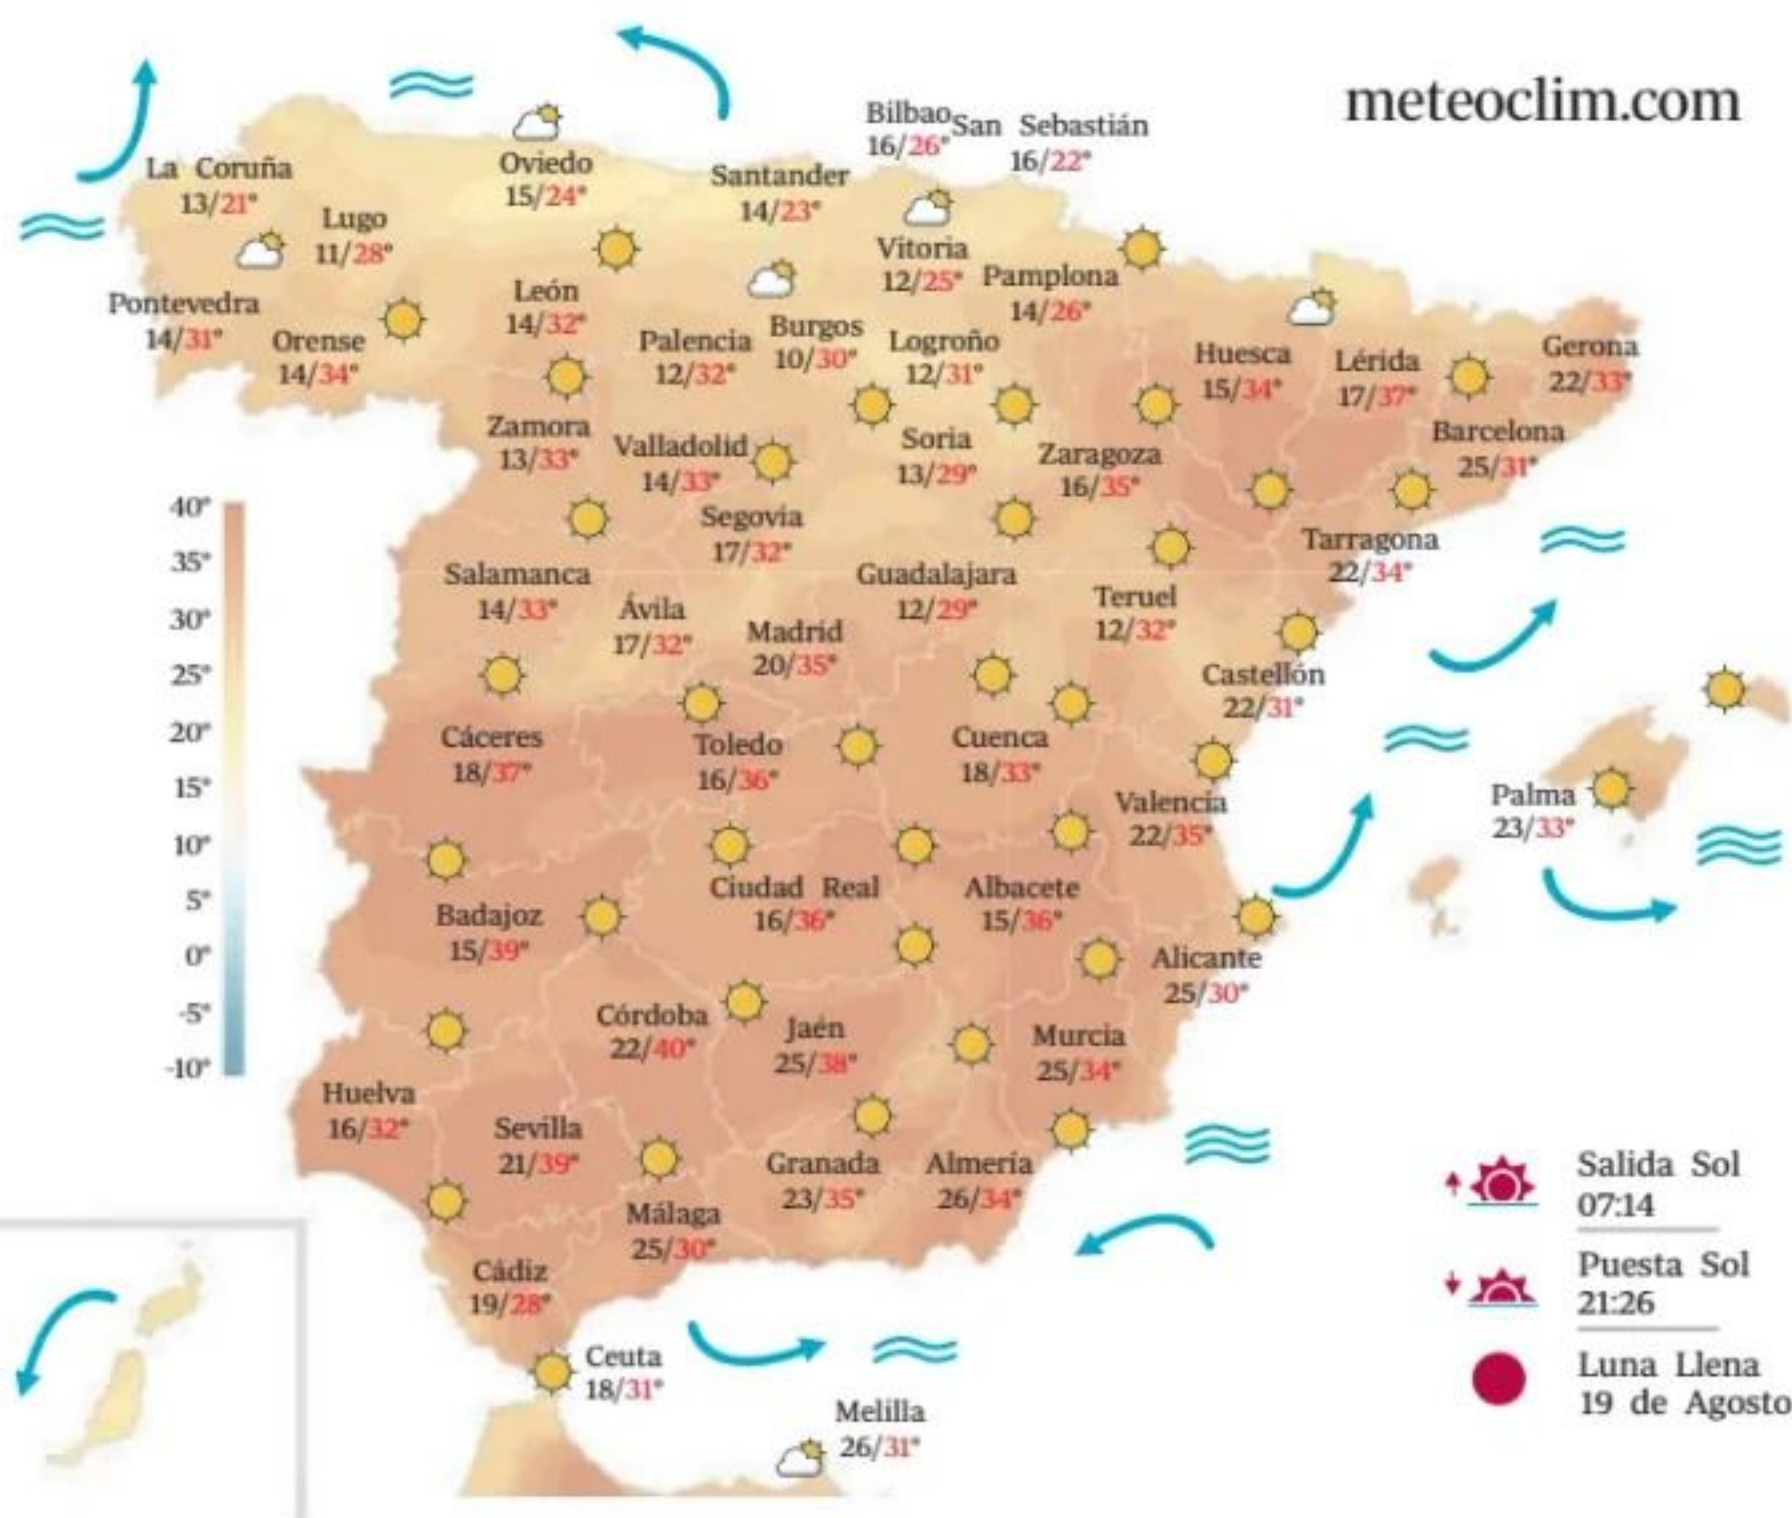 meteoclim.com
La Coruña
13/21°
Lugo
11/28°
Oviedo
15/24°
Santander
14/23°
Bilbao
16/26°
San Sebastián
16/22°
Vitoria
12/25°
Pamplona
14/26°
Pontevedra
14/31°
Orense
14/34°
León
14/32°
Palencia
12/32°
Burgos
10/30°
Logroño
12/31°
Huesca
15/34°
Lérida
17/37°
Gerona
22/33°
Zamora
13/33°
Valladolid
14/33°
Soria
13/29°
Zaragoza
16/35°
Barcelona
25/31°
Segovia
17/32°
Tarragona
22/34°
Salamanca
14/33°
Ávila
17/32°
Madrid
20/35°
Guadalajara
12/29°
Teruel
12/32°
Castellón
22/31°
Cáceres
18/37°
Toledo
16/36°
Cuenca
18/33°
Valencia
22/35°
Palma
23/33°
Badajoz
15/39°
Ciudad Real
16/36°
Albacete
15/36°
Alicante
25/30°
Córdoba
22/40°
Jaén
25/38°
Murcia
25/34°
Huelva
16/32°
Sevilla
21/39°
Granada
23/35°
Almería
26/34°
Málaga
25/30°
Cádiz
19/28°
Ceuta
18/31°
Melilla
26/31°
40°
35°
30°
25°
20°
15°
10°
5°
0°
-5°
-10°
Salida Sol
07:14
Puesta Sol
21:26
Luna Llena
19 de Agosto